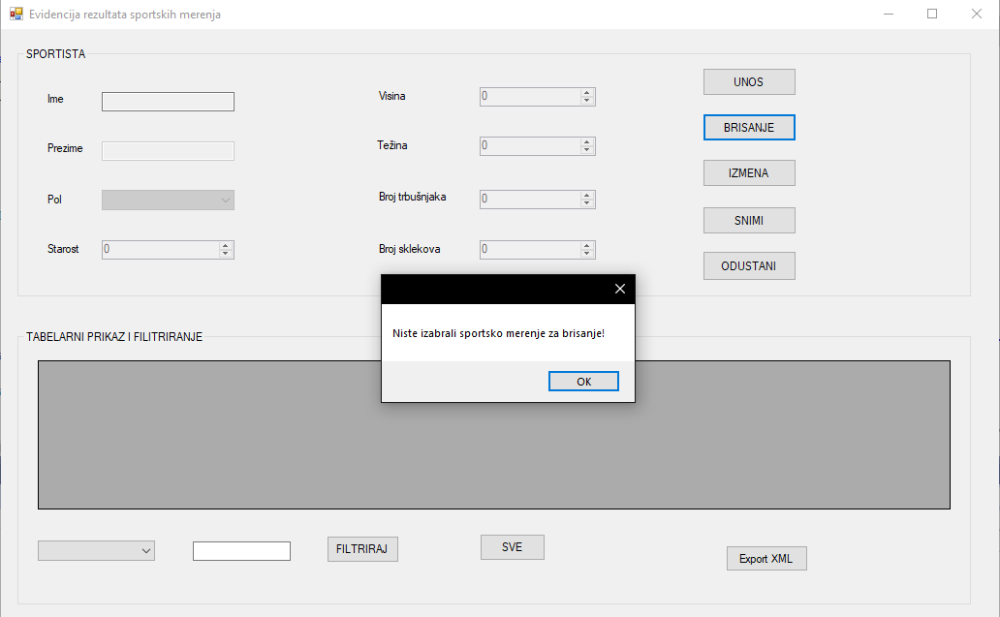 Evidencija rezultata sportskih merenja
SPORTISTA
Ime
Visina
0
UNOS
Prezime
Težina
0
BRISANJE
Pol
Broj trbušnjaka
0
IZMENA
Starost
0
Broj sklekova
0
SNIMI
ODUSTANI
Niste izabrali sportsko merenje za brisanje!
OK
TABELARNI PRIKAZ I FILITRIRANJE
FILTRIRAJ
SVE
Export XML